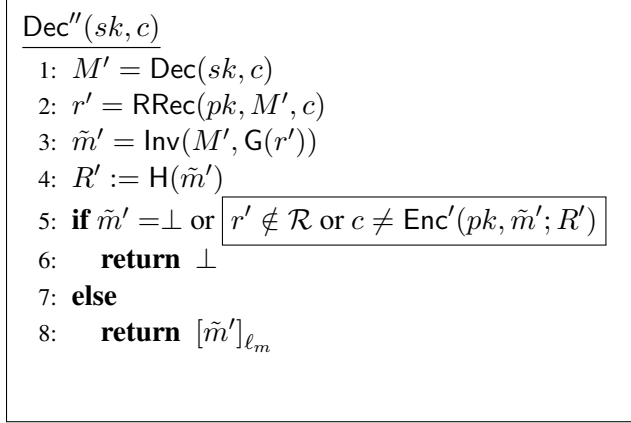 Dec′′(sk, c)
1: M′ = Dec(sk, c)
2: r′ = RRec(pk, M′, c)
3: m̃′ = Inv(M′, G(r′))
4: R′ := H(m̃′)
5: if m̃′ =⊥ or r′ ∉ ℛ or c ≠ Enc′(pk, m̃′; R′)
6: return ⊥
7: else
8: return [m̃′]ℓₘ